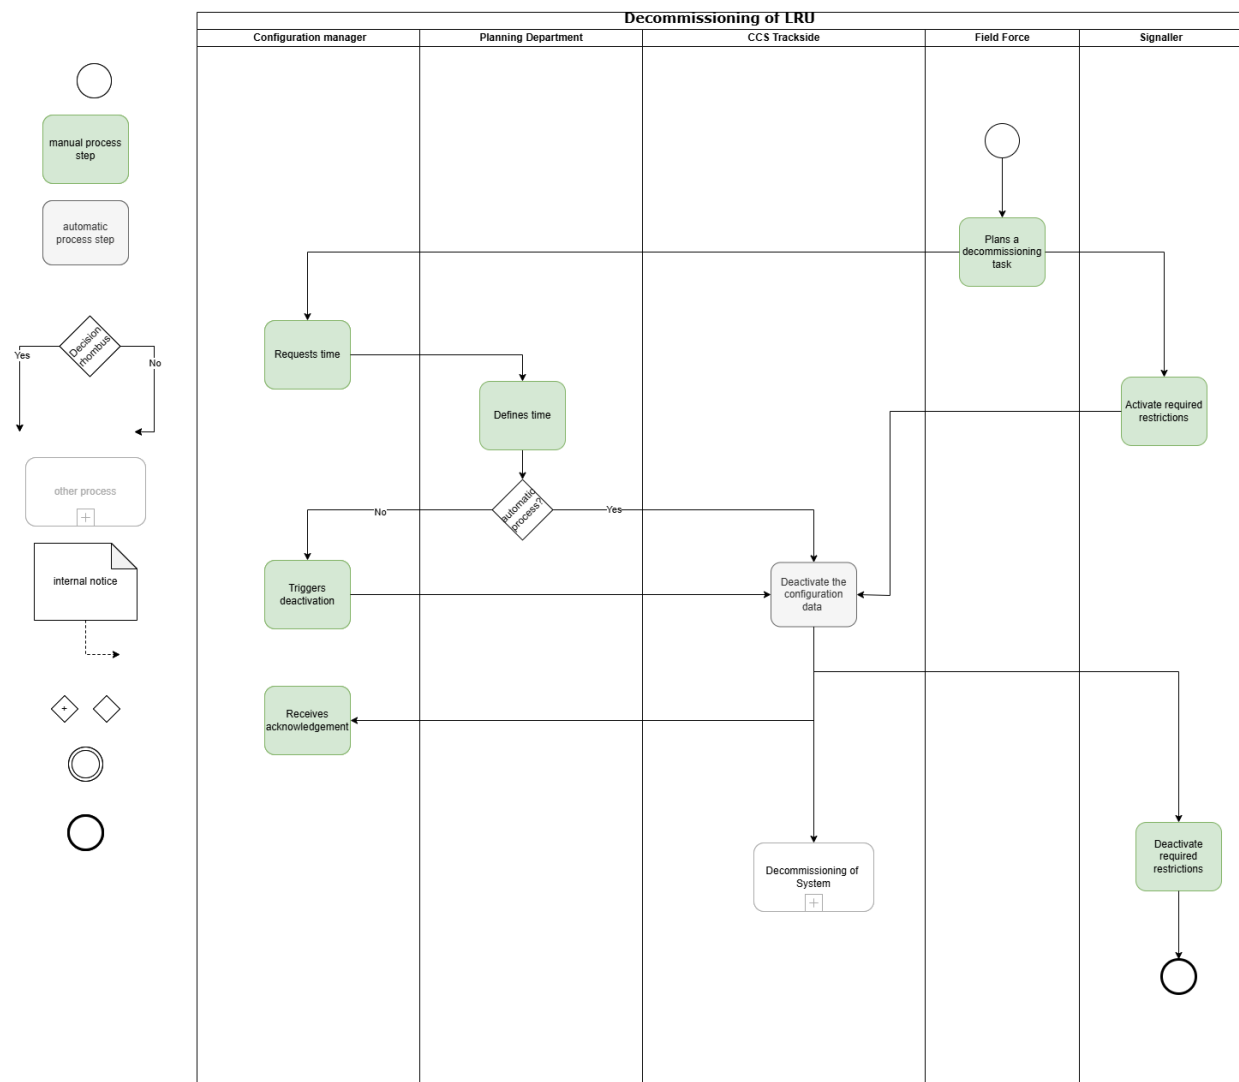 Decommissioning of LRU
Configuration manager
Planning Department
CCS Trackside
Field Force
Signaller
manual process
step
automatic
process step
Decision
rhombus
Yes
No
other process
internal notice
Plans a
decommissioning
task
Requests time
Defines time
Activate required
restrictions
automatic
process?
No
Yes
Triggers
deactivation
Deactivate the
configuration
data
Receives
acknowledgement
Decommissioning of
System
Deactivate
required
restrictions